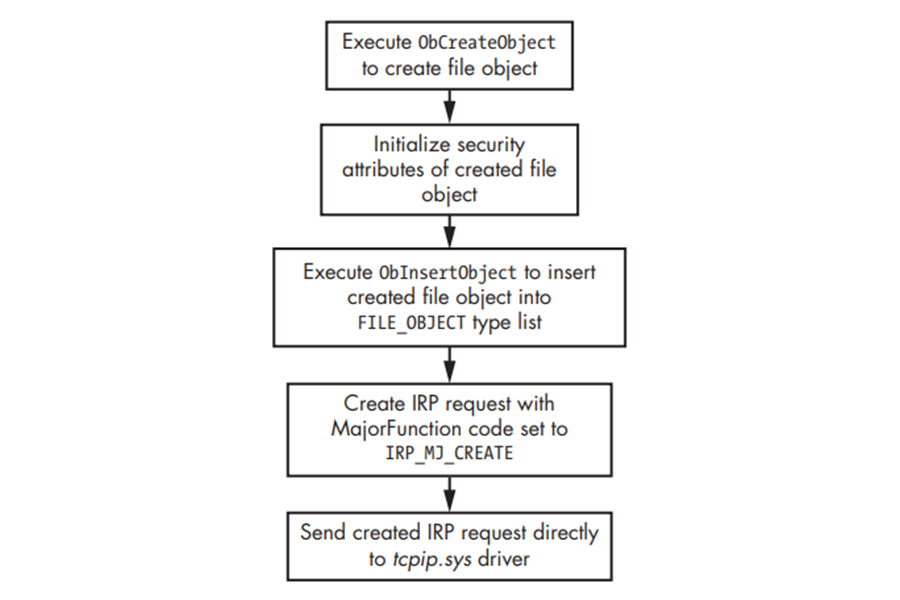 Execute ObCreateObject
to create file object
Initialize security
attributes of created file
object
Execute ObInsertObject to insert
created file object into
FILE_OBJECT type list
Create IRP request with
MajorFunction code set to
IRP_MJ_CREATE
Send created IRP request directly
to tcpip.sys driver